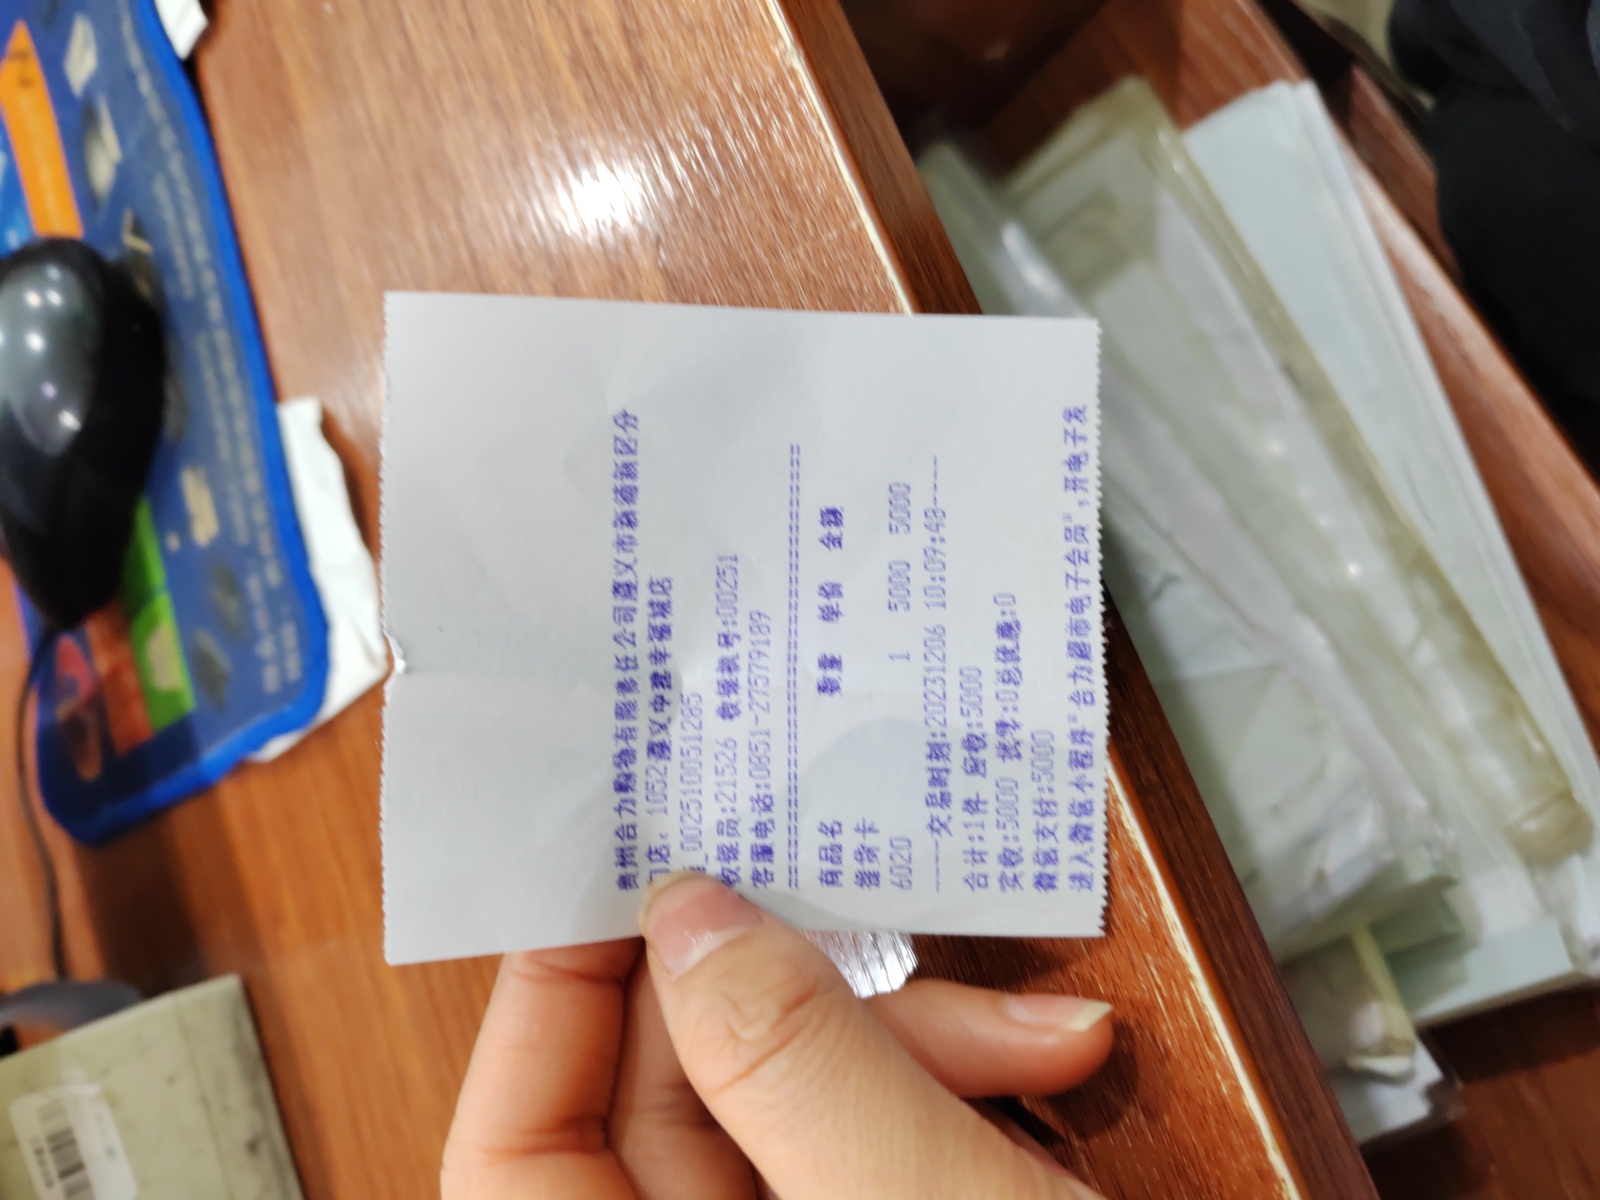 贵州合力购物有限责任公司遵义市新蒲新区分
门店: 1052遵义中建幸福城店
002510051285
收银员:21526 收银机号:00251
客服电话:0851-27579189
==============================
商品名 数量 单价 金额
提货卡
6020 1 5000 5000
-----交易时刻:20231206 10:09:48-----
合计:1件 应收:5000
实收:5000 找零:0总优惠:0
微信支付:5000
进入微信小程序"合力超市电子会员",开电子发